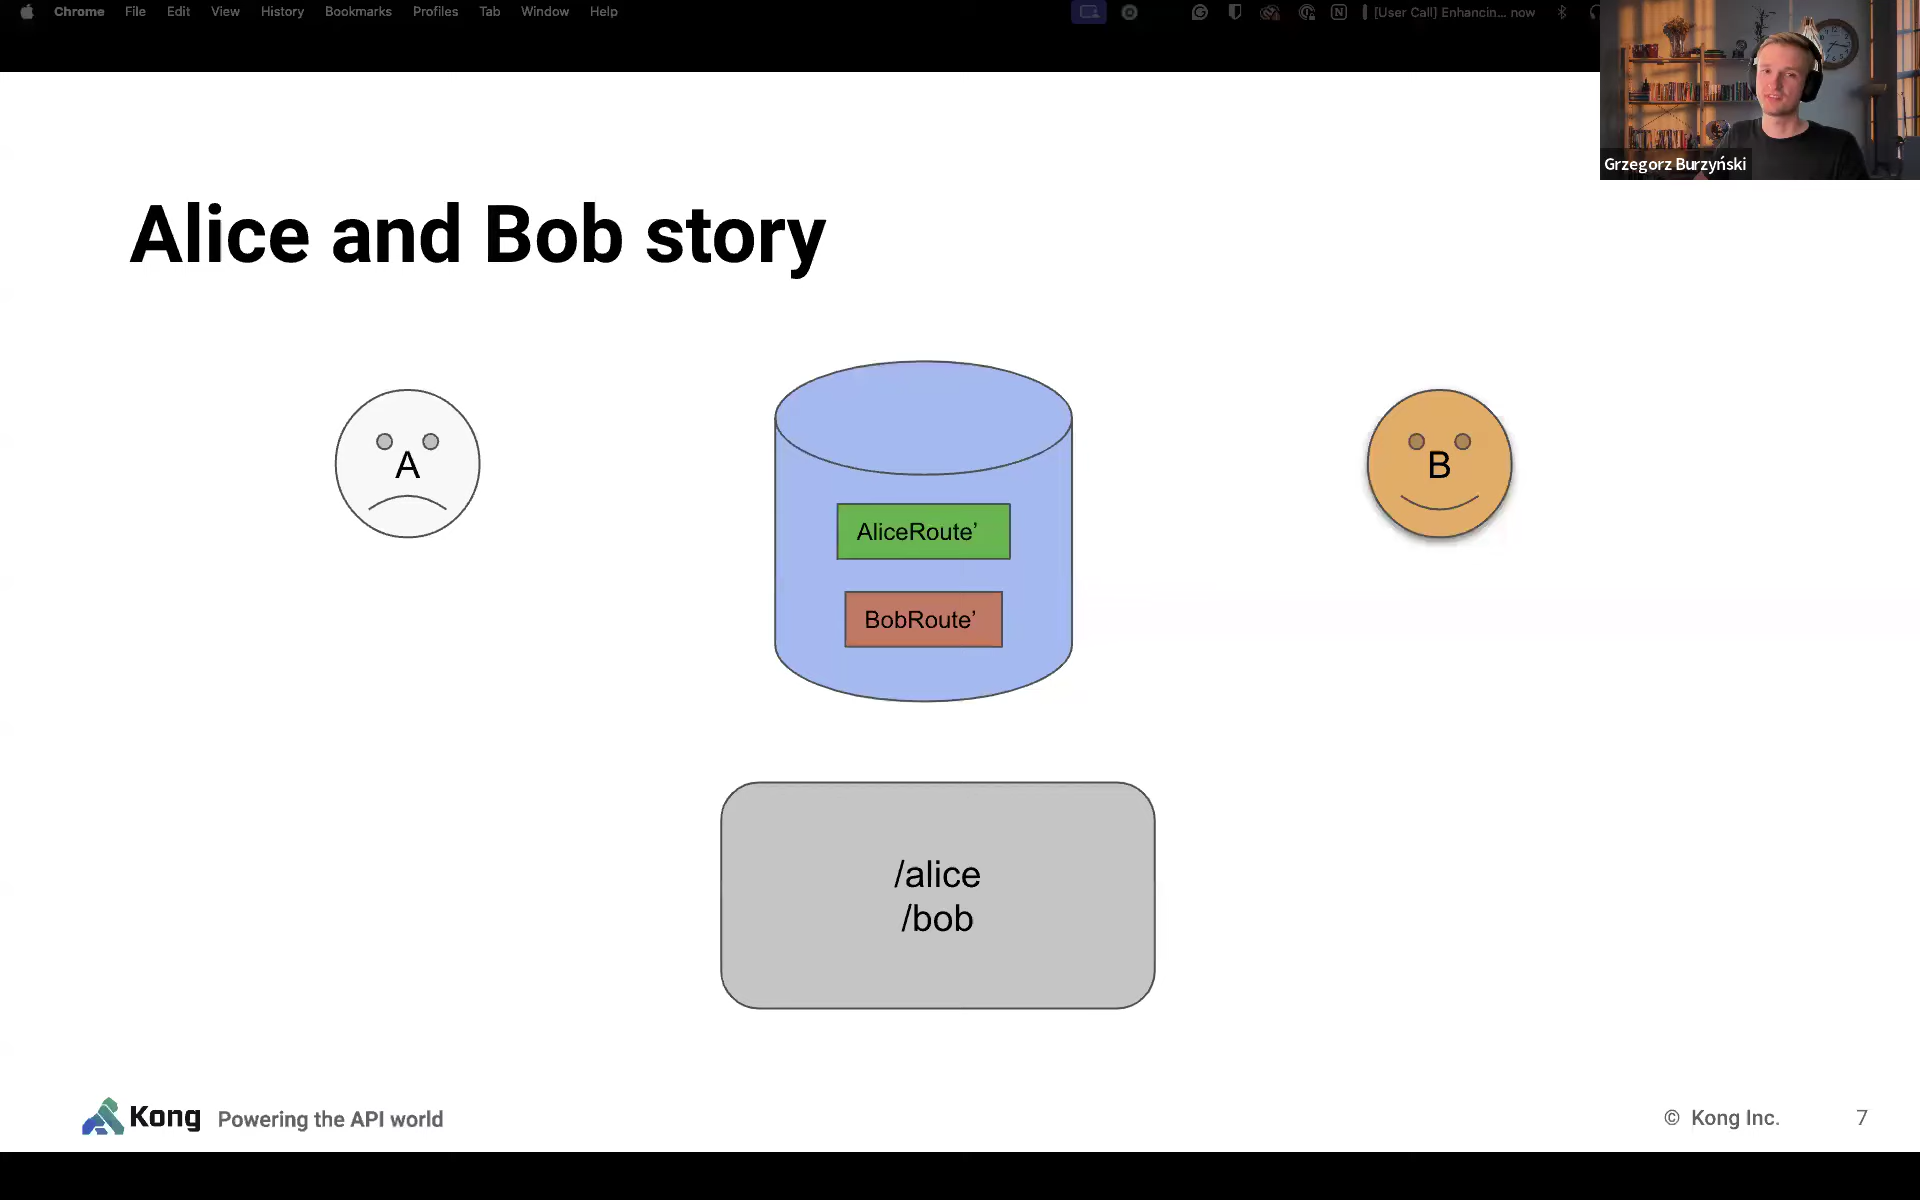 Chrome File Edit View History Bookmarks Profiles Tab Window Help
[User Call] Enhancin... now
Grzegorz Burzyński
Alice and Bob story
A
B
AliceRoute’
BobRoute’
/alice
/bob
Kong Powering the API world
© Kong Inc. 7